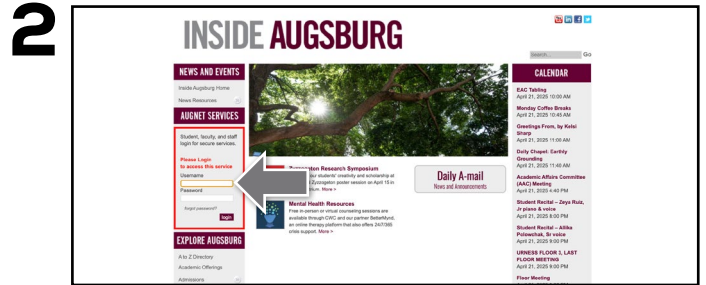 2
INSIDE AUGSBURG
Search...
Go
NEWS AND EVENTS
Inside Augsburg Home
News Resources
AUGNET SERVICES
Student, faculty, and staff
login for secure services.
Please Login
to access this service
Username
Password
forgot password?
login
EXPLORE AUGSBURG
A to Z Directory
Academic Offerings
Admissions
Research Symposium
our students' creativity and scholarship at
Zyzzogeton poster session on April 15 in
More >
Mental Health Resources
Free in-person or virtual counseling sessions are
available through CWC and our partner BetterMynd,
an online therapy platform that also offers 24/7/365
crisis support. More >
Daily A-mail
News and Announcements
CALENDAR
EAC Tabling
April 21, 2025 10:00 AM
Monday Coffee Breaks
April 21, 2025 10:45 AM
Greetings From, by Kelsi
Sharp
April 21, 2025 11:00 AM
Daily Chapel: Earthly
Grounding
April 21, 2025 11:40 AM
Academic Affairs Committee
(AAC) Meeting
April 21, 2025 4:40 PM
Student Recital – Zeya Ruiz,
Jr piano & voice
April 21, 2025 8:00 PM
Student Recital – Allika
Polowchak, Sr voice
April 21, 2025 8:00 PM
URNESS FLOOR 3, LAST
FLOOR MEETING
April 21, 2025 8:00 PM
Floor Meeting